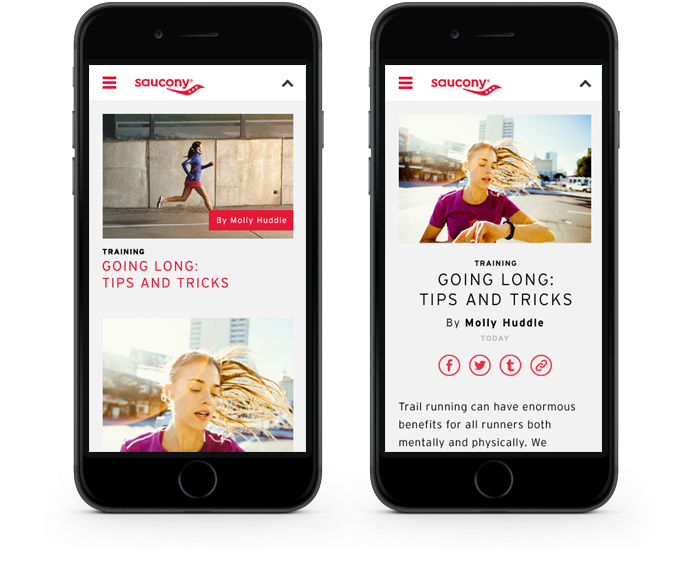 saucony®
By Molly Huddle
TRAINING
GOING LONG:
TIPS AND TRICKS
saucony®
TRAINING
GOING LONG:
TIPS AND TRICKS
By Molly Huddle
TODAY
Trail running can have enormous
benefits for all runners both
mentally and physically. We